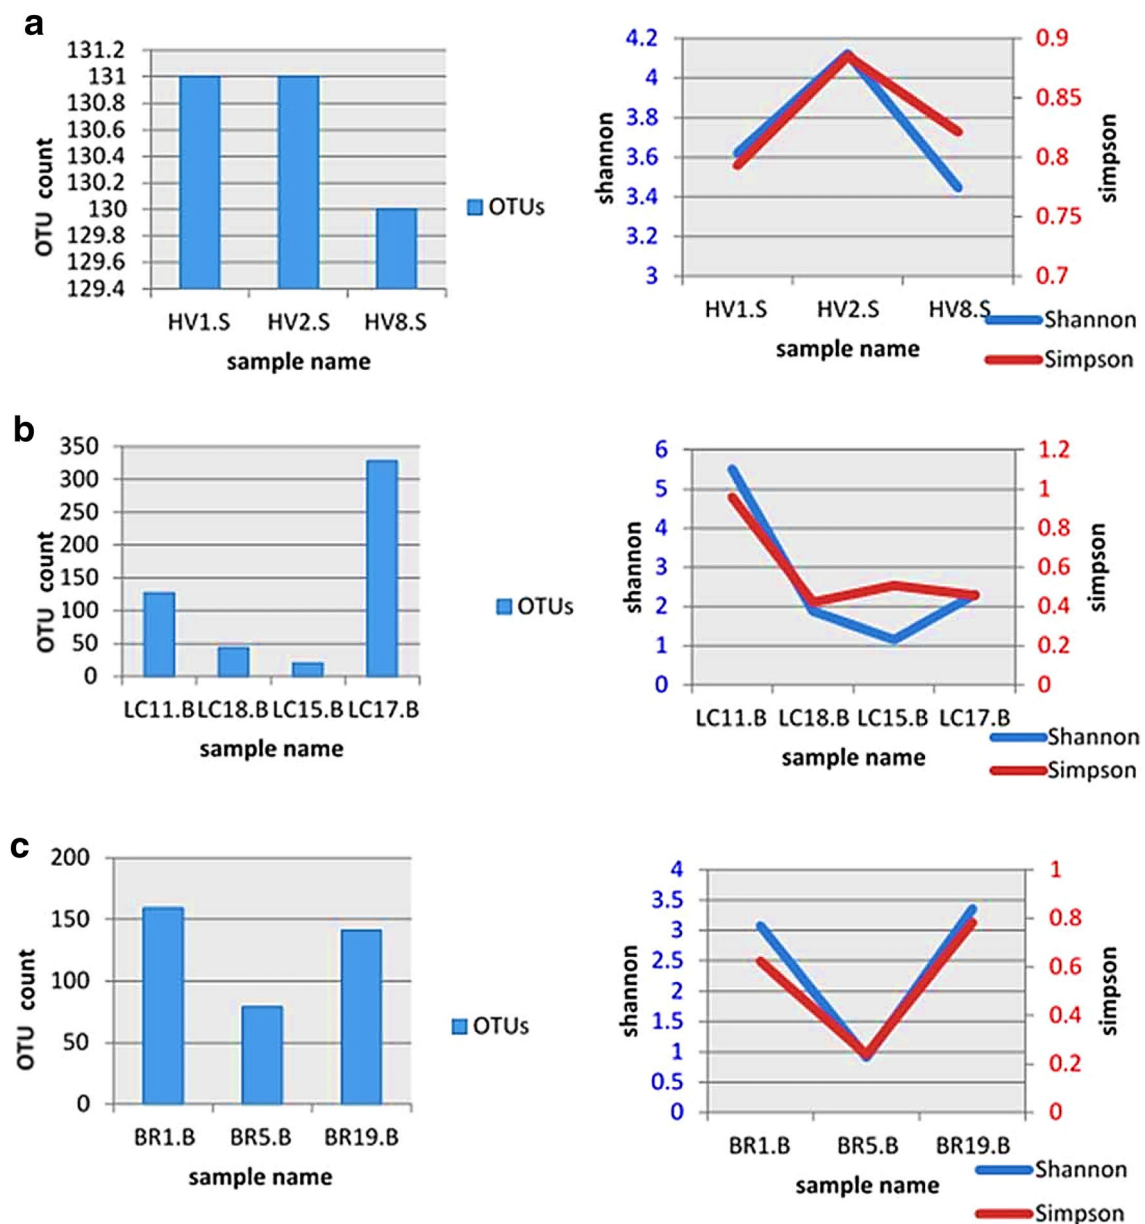 a
131.2
131
130.8
130.6
130.4
130.2
130
129.8
129.6
129.4
OTU count
HV1.S HV2.S HV8.S
sample name
OTUs
4.2
4
3.8
3.6
3.4
3.2
3
shannon
0.9
0.85
0.8
0.75
0.7
simpson
HV1.S HV2.S HV8.S
sample name
Shannon
Simpson
b
350
300
250
200
150
100
50
0
OTU count
LC11.B LC18.B LC15.B LC17.B
sample name
OTUs
6
5
4
3
2
1
0
shannon
1.2
1
0.8
0.6
0.4
0.2
0
simpson
LC11.B LC18.B LC15.B LC17.B
sample name
Shannon
Simpson
c
200
150
100
50
0
OTU count
BR1.B BR5.B BR19.B
sample name
OTUs
4
3.5
3
2.5
2
1.5
1
0.5
0
shannon
1
0.8
0.6
0.4
0.2
0
simpson
BR1.B BR5.B BR19.B
sample name
Shannon
Simpson